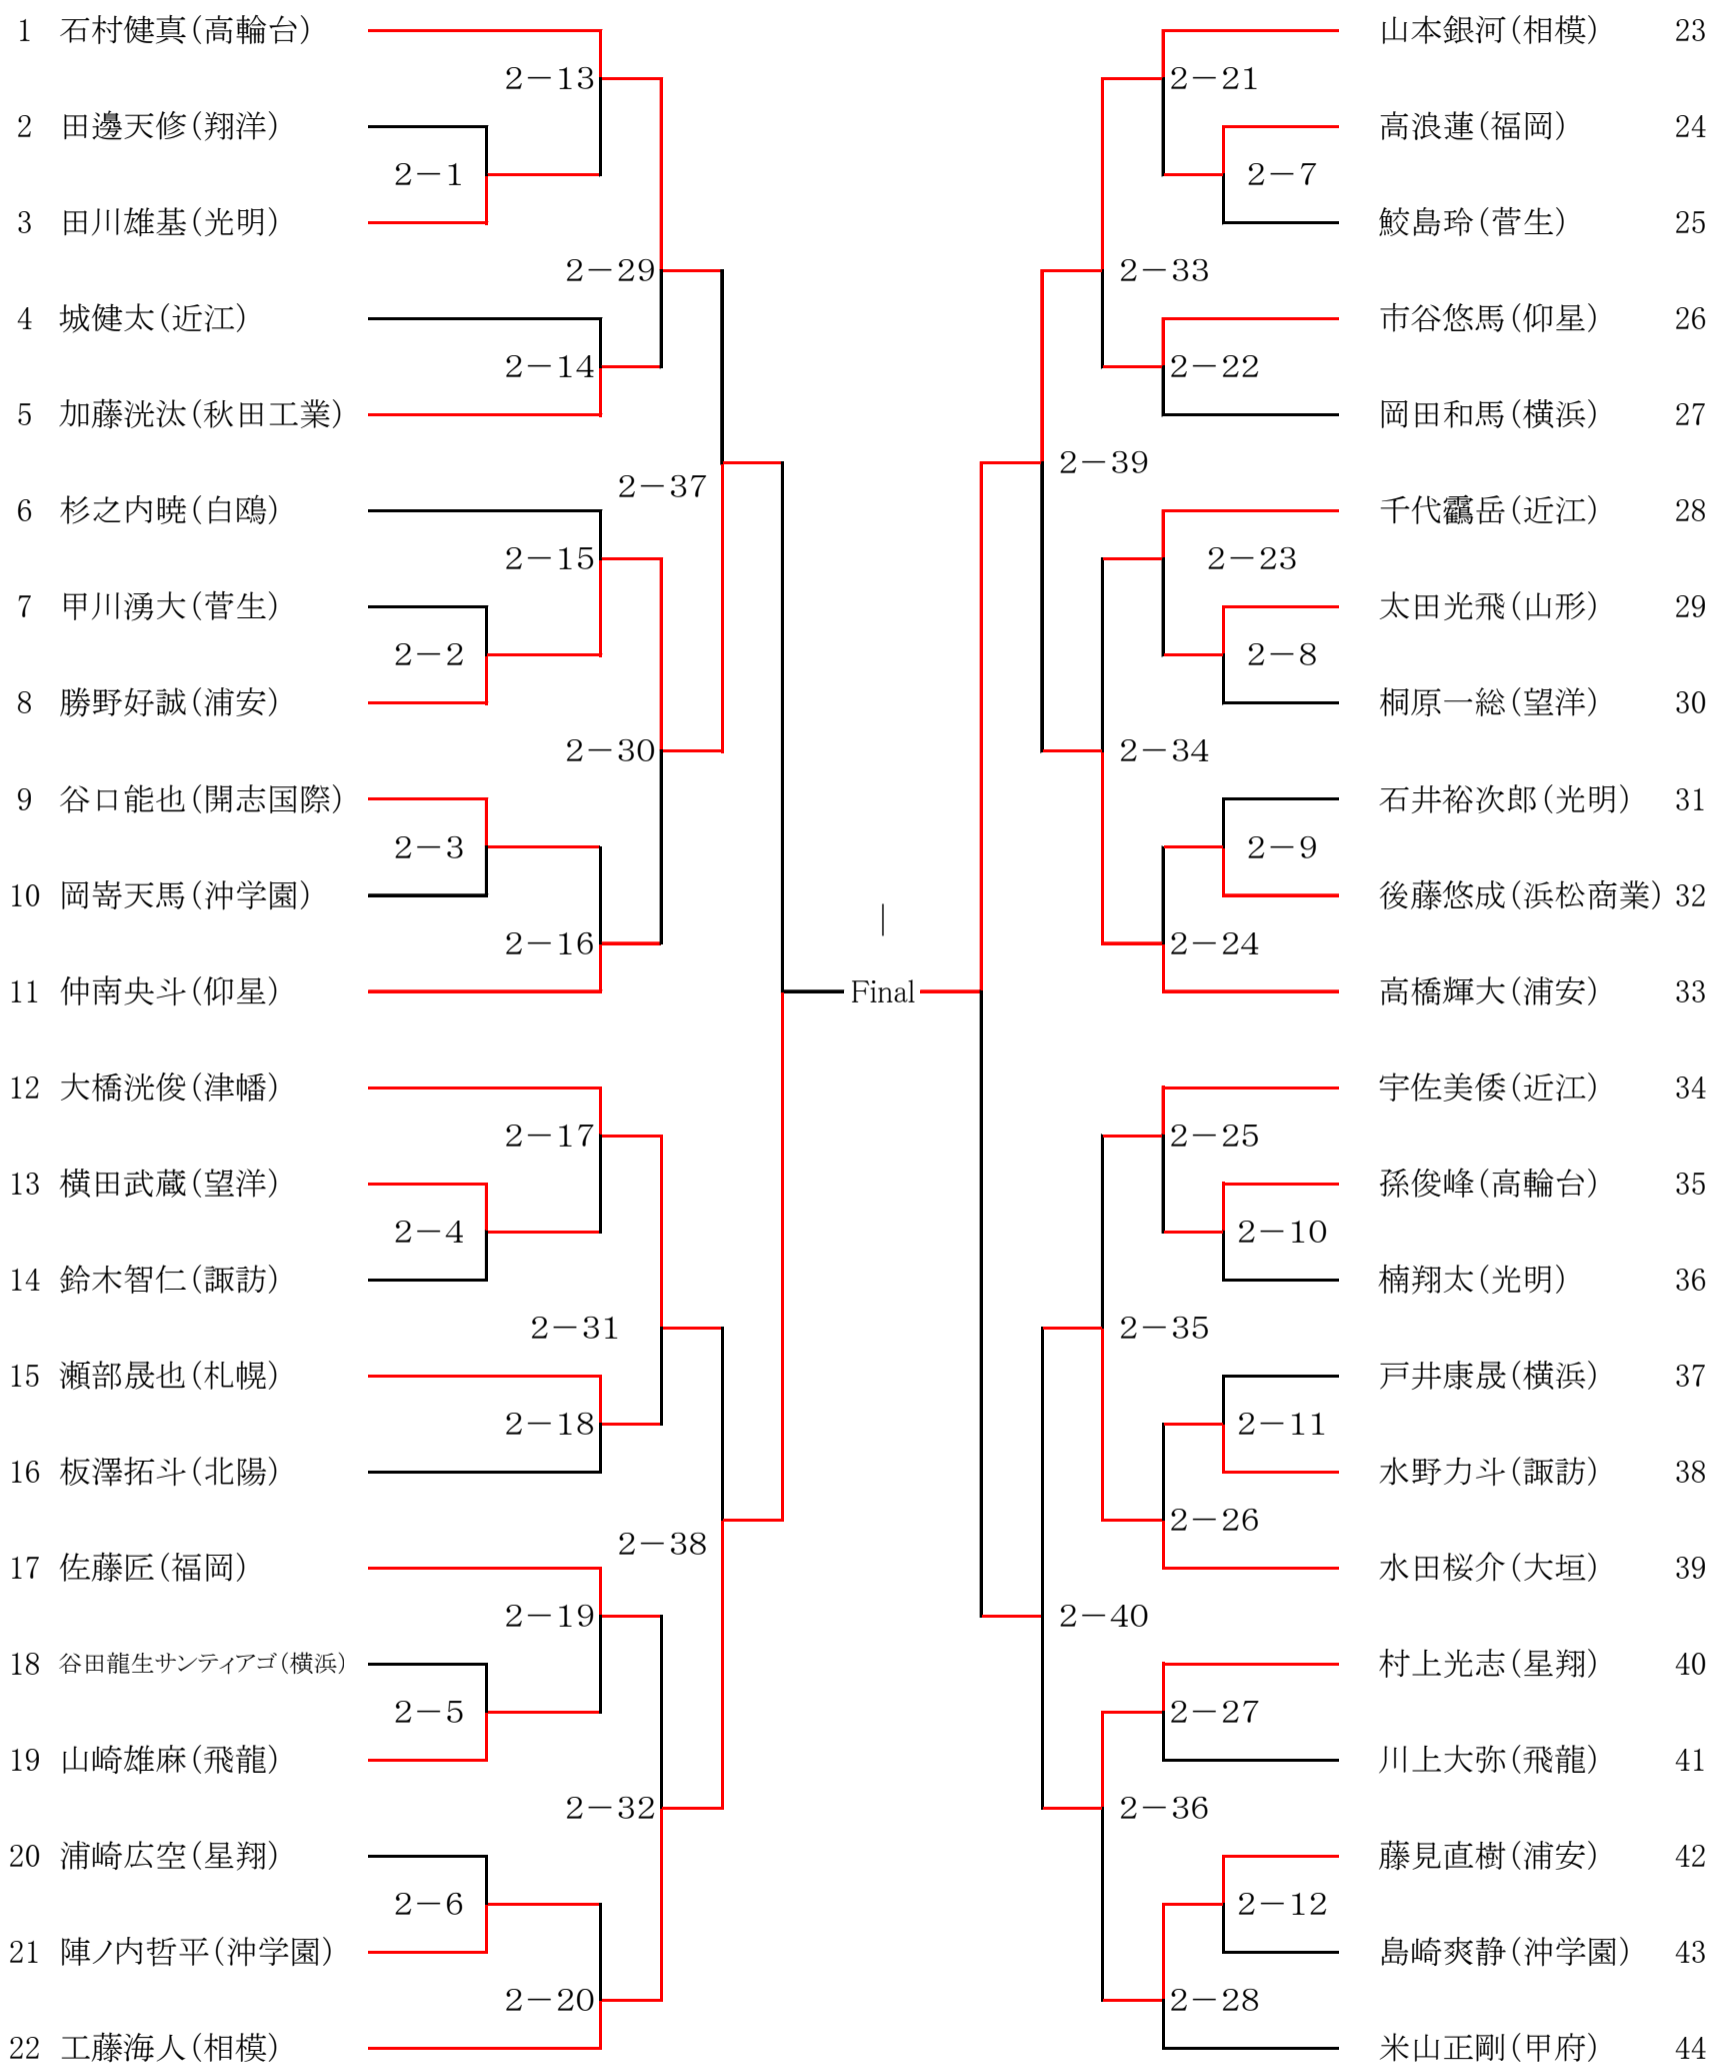 1 石村健真(高輪台)
2－13
2 田邊天修(翔洋)
2－1
3 田川雄基(光明)
2－29
4 城健太(近江)
2－14
5 加藤洸汰(秋田工業)
2－37
6 杉之内暁(白鴎)
2－15
7 甲川湧大(菅生)
2－2
8 勝野好誠(浦安)
2－30
9 谷口能也(開志国際)
2－3
10 岡嵜天馬(沖学園)
2－16
11 仲南央斗(仰星)
12 大橋洸俊(津幡)
2－17
13 横田武蔵(望洋)
2－4
14 鈴木智仁(諏訪)
2－31
15 瀬部晟也(札幌)
2－18
16 板澤拓斗(北陽)
2－38
17 佐藤匠(福岡)
2－19
18 谷田龍生サンティアゴ(横浜)
2－5
19 山崎雄麻(飛龍)
2－32
20 浦崎広空(星翔)
2－6
21 陣ノ内哲平(沖学園)
2－20
22 工藤海人(相模)
Final
山本銀河(相模) 23
2－21
高浪蓮(福岡) 24
2－7
鮫島玲(菅生) 25
2－33
市谷悠馬(仰星) 26
2－22
岡田和馬(横浜) 27
2－39
千代靏岳(近江) 28
2－23
太田光飛(山形) 29
2－8
桐原一総(望洋) 30
2－34
石井裕次郎(光明) 31
2－9
後藤悠成(浜松商業) 32
2－24
高橋輝大(浦安) 33
宇佐美倭(近江) 34
2－25
孫俊峰(高輪台) 35
2－10
楠翔太(光明) 36
2－35
戸井康晟(横浜) 37
2－11
水野力斗(諏訪) 38
2－26
水田桜介(大垣) 39
2－40
村上光志(星翔) 40
2－27
川上大弥(飛龍) 41
2－36
藤見直樹(浦安) 42
2－12
島崎爽静(沖学園) 43
2－28
米山正剛(甲府) 44